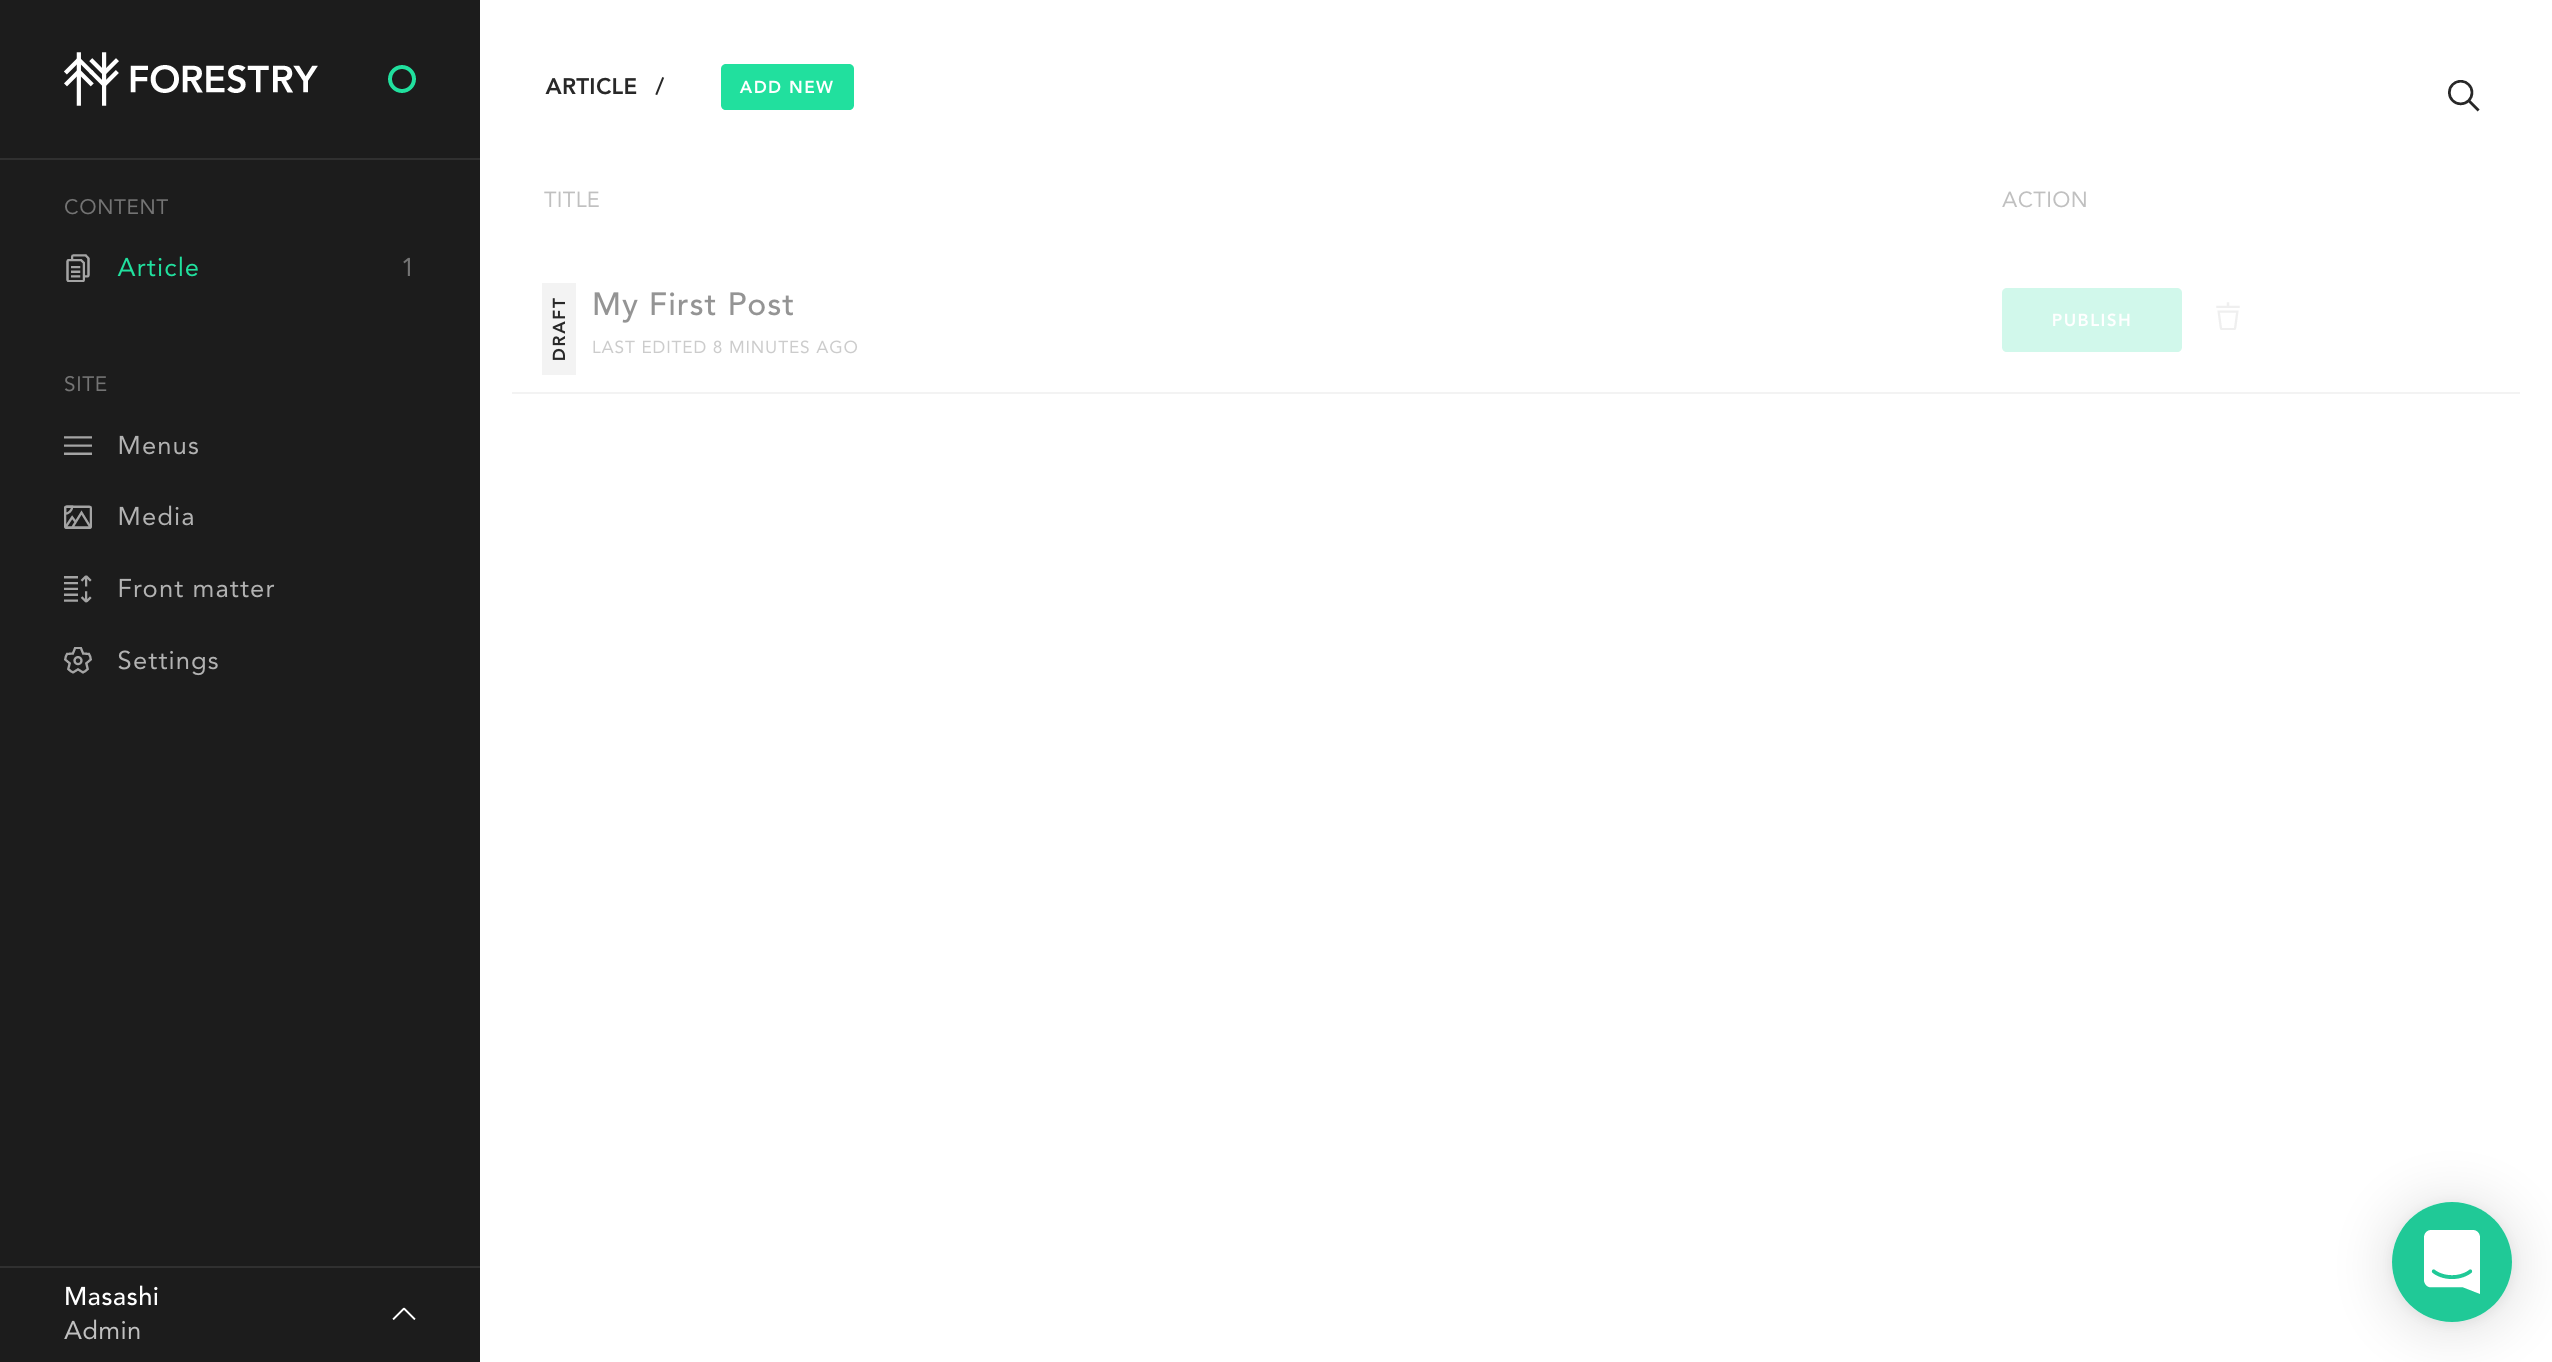 FORESTRY
CONTENT
Article 1
SITE
Menus
Media
Front matter
Settings
Masashi
Admin
ARTICLE / ADD NEW
TITLE ACTION
DRAFT
My First Post
LAST EDITED 8 MINUTES AGO
PUBLISH